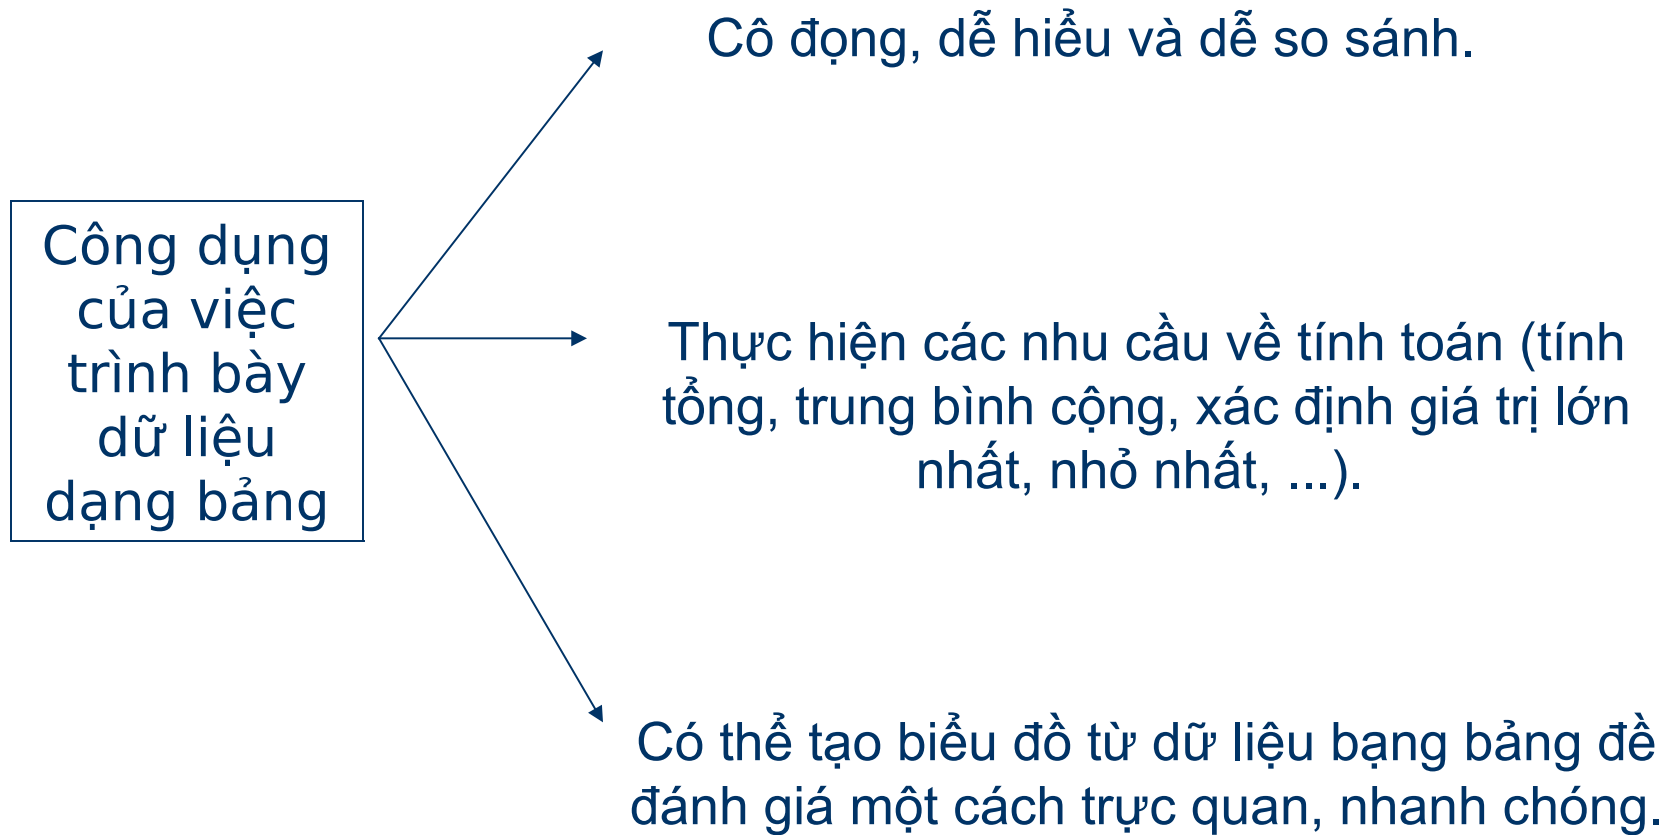 Cô đọng, dễ hiểu và dễ so sánh.
Công dụng
của việc
trình bày
dữ liệu
dạng bảng
Thực hiện các nhu cầu về tính toán (tính
tổng, trung bình cộng, xác định giá trị lớn
nhất, nhỏ nhất, ...).
Có thể tạo biểu đồ từ dữ liệu bạng bảng đề
đánh giá một cách trực quan, nhanh chóng.